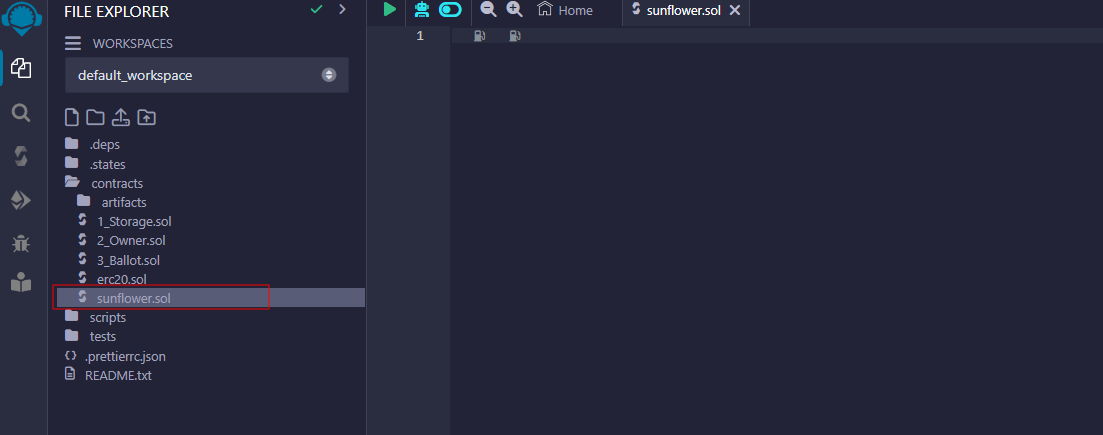 FILE EXPLORER
WORKSPACES
default_workspace
.deps
.states
contracts
artifacts
1_Storage.sol
2_Owner.sol
3_Ballot.sol
erc20.sol
sunflower.sol
scripts
tests
.prettierrc.json
README.txt
Home
sunflower.sol
1